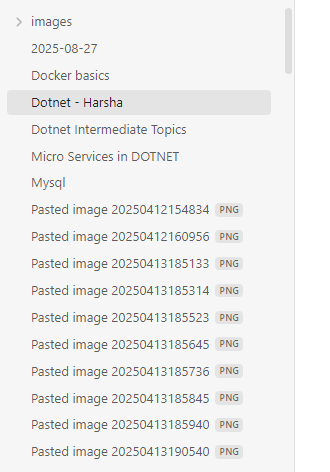 images
2025-08-27
Docker basics
Dotnet - Harsha
Dotnet Intermediate Topics
Micro Services in DOTNET
Mysql
Pasted image 20250412154834 PNG
Pasted image 20250412160956 PNG
Pasted image 20250413185133 PNG
Pasted image 20250413185314 PNG
Pasted image 20250413185523 PNG
Pasted image 20250413185645 PNG
Pasted image 20250413185736 PNG
Pasted image 20250413185845 PNG
Pasted image 20250413185940 PNG
Pasted image 20250413190540 PNG